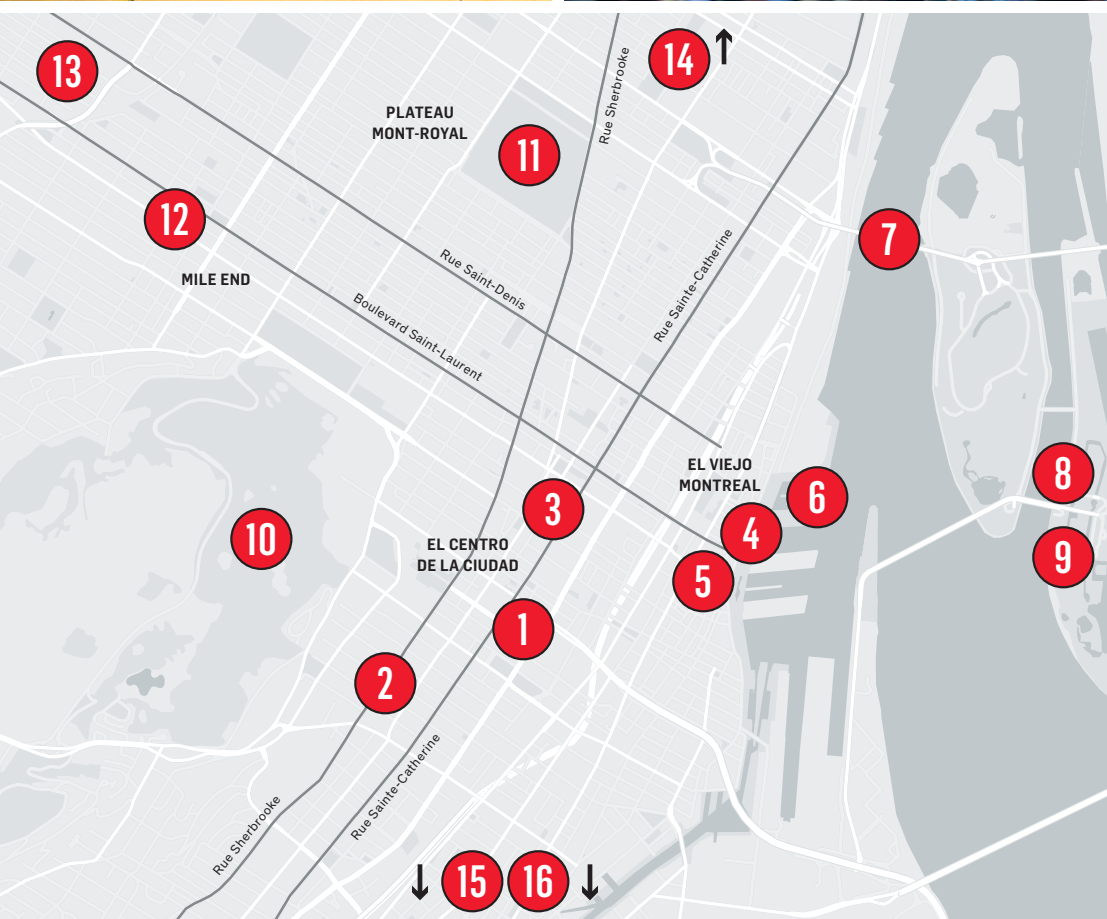 13
14
Rue Sherbrooke
PLATEAU
MONT-ROYAL
11
12
7
Rue Sainte-Catherine
MILE END
Rue Saint-Denis
Boulevard Saint-Laurent
EL VIEJO
MONTREAL
8
6
3
4
10
EL CENTRO
DE LA CIUDAD
9
5
1
2
Rue Sainte-Catherine
Rue Sherbrooke
15
16